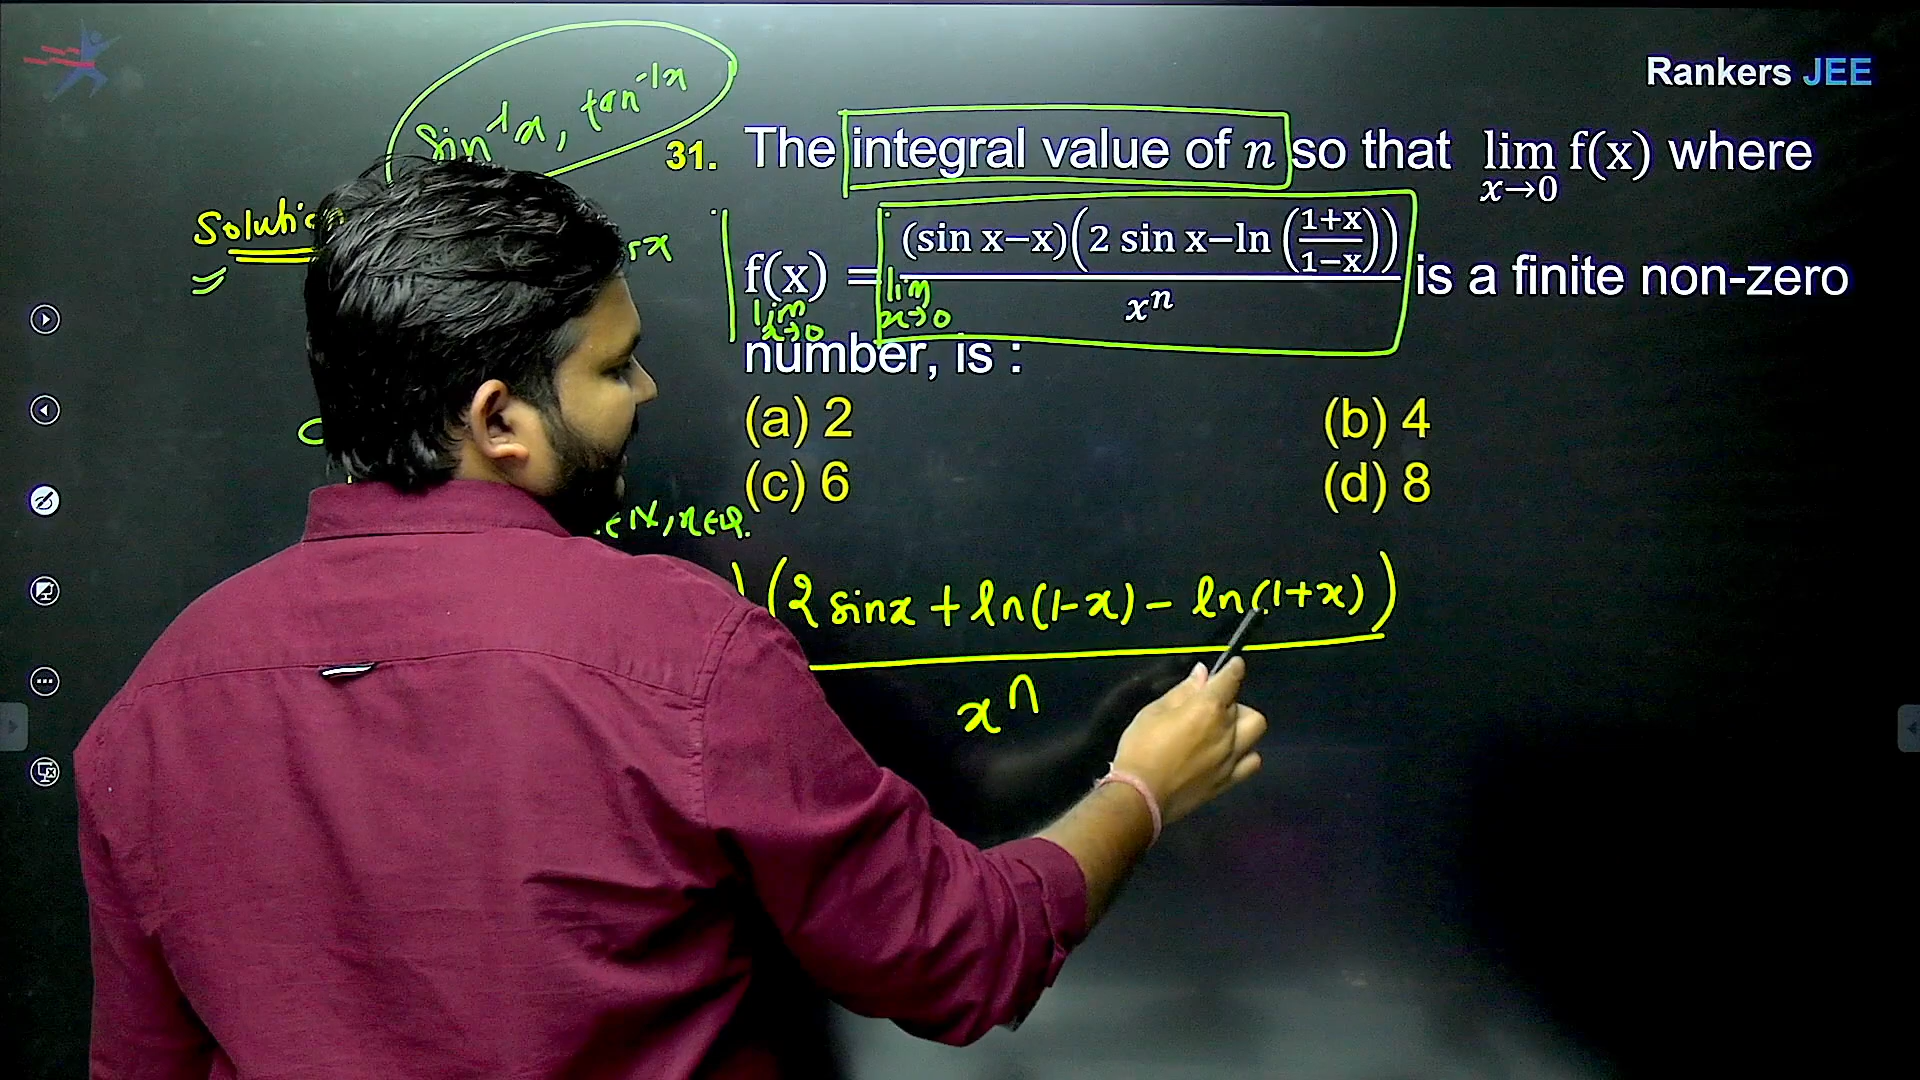 Rankers JEE
sin⁻¹x, tan⁻¹x
31. The integral value of n so that lim x→0 f(x) where
f(x) = (sin x−x)(2 sin x−ln((1+x)/(1−x))) / xⁿ is a finite non-zero
lim x→0 lim x→0
number, is :
(a) 2 (b) 4
(c) 6 (d) 8
(2 sinx + ln(1-x) - ln(1+x))
xⁿ